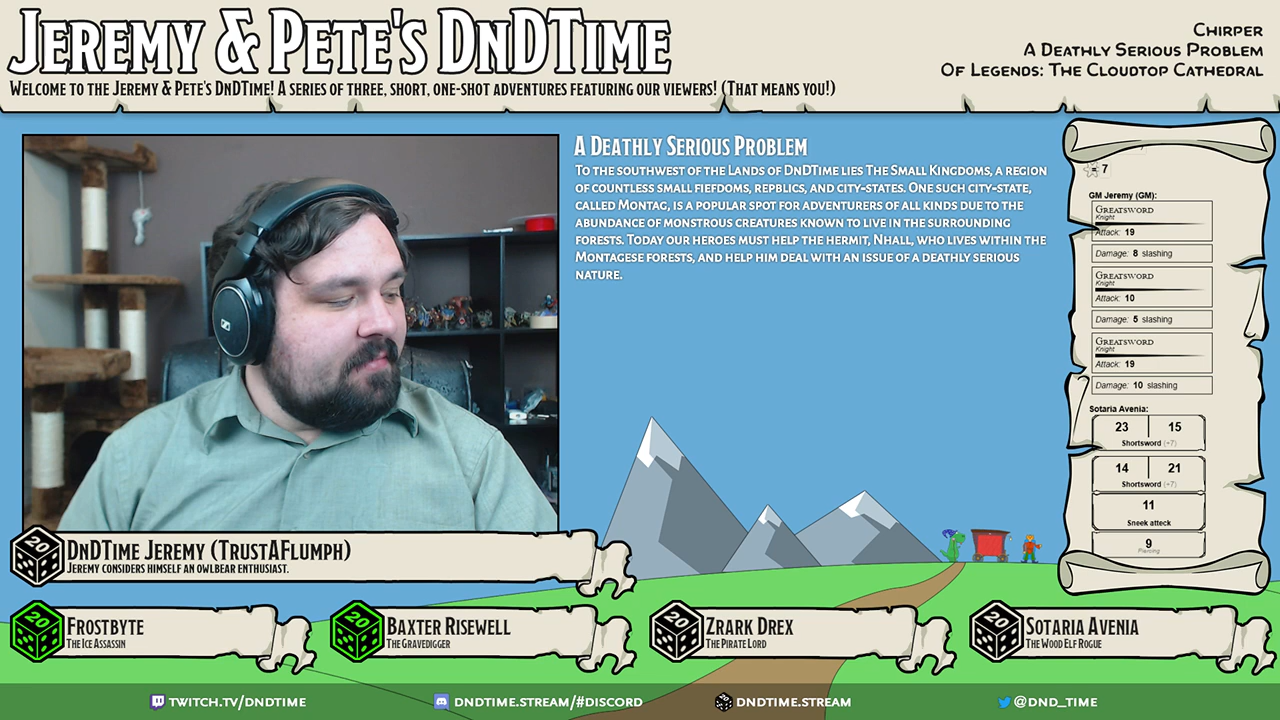 Jeremy & Pete's DnDTime
Welcome to the Jeremy & Pete's DnDTime! A series of three, short, one-shot adventures featuring our viewers! (That means you!)
Chirper
A Deathly Serious Problem
Of Legends: The Cloudtop Cathedral
A Deathly Serious Problem
To the southwest of the Lands of DnDTime lies The Small Kingdoms, a region
of countless small fiefdoms, repblics, and city-states. One such city-state,
called Montag, is a popular spot for adventurers of all kinds due to the
abundance of monstrous creatures known to live in the surrounding
forests. Today our heroes must help the hermit, Nhall, who lives within the
Montagese forests, and help him deal with an issue of a deathly serious
nature.
= 7
GM Jeremy (GM):
Greatsword
Knight
Attack: 19
Damage: 8 slashing
Greatsword
Knight
Attack: 10
Damage: 5 slashing
Greatsword
Knight
Attack: 19
Damage: 10 slashing
Sotaria Avenia:
23 15
Shortsword (+7)
14 21
Shortsword (+7)
11
Sneek atteck
9
Piercing
20
DnDTime Jeremy (TrustAFlumph)
Jeremy considers himself an owlbear enthusiast.
20
Frostbyte
The Ice Assassin
20
Baxter Risewell
The Gravedigger
20
Zrark Drex
The Pirate Lord
20
Sotaria Avenia
The Wood Elf Rogue
twitch.tv/dndtime
dndtime.stream/#discord
dndtime.stream
@dnd_time